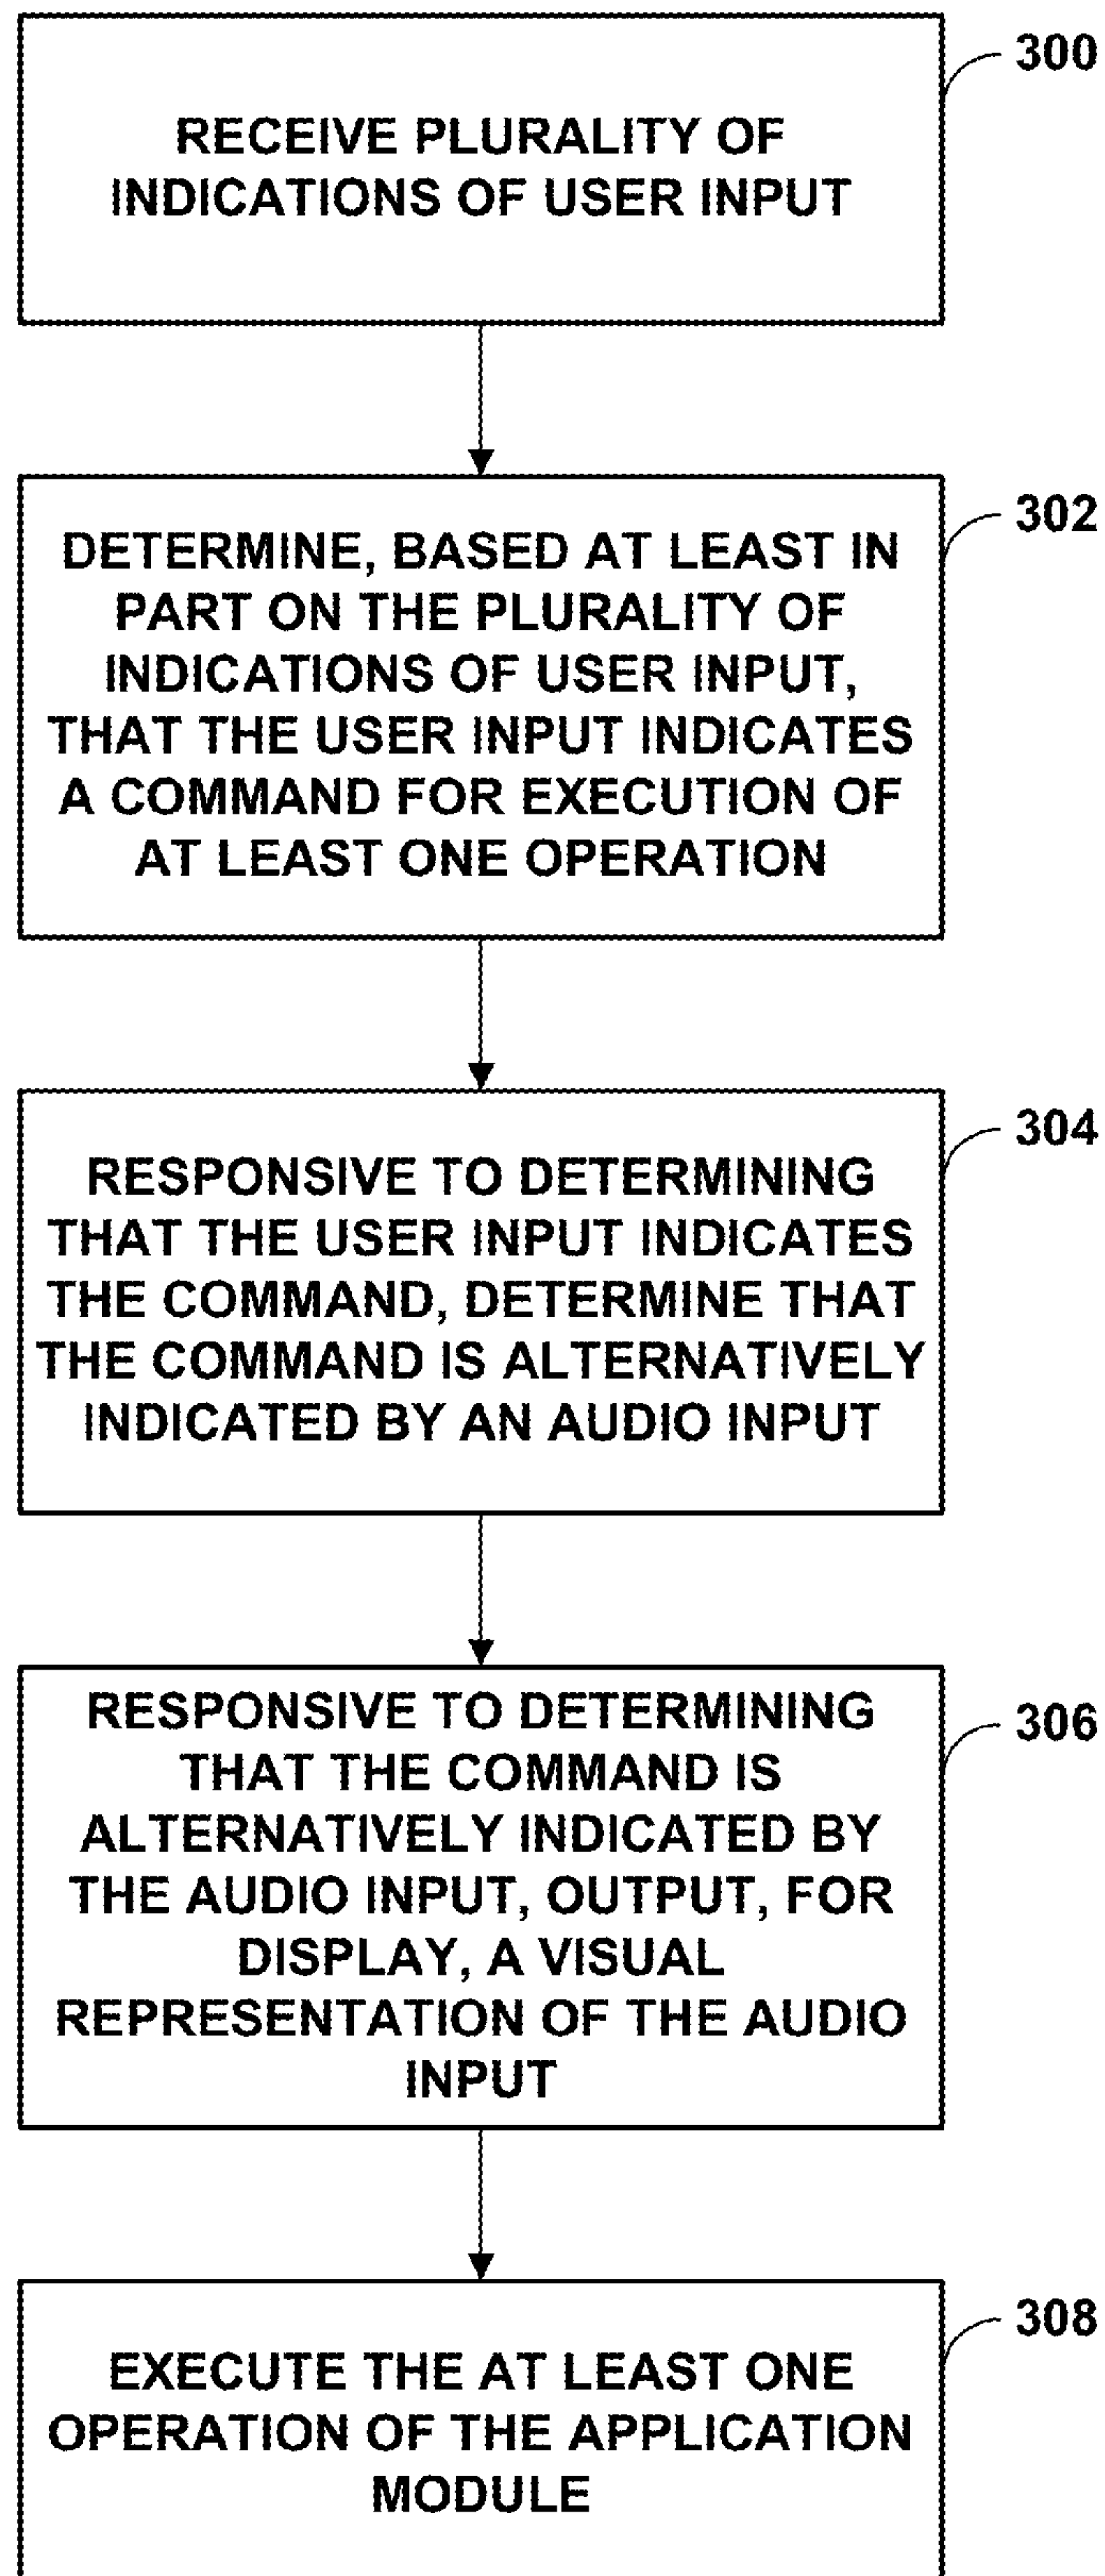 300
RECEIVE PLURALITY OF
INDICATIONS OF USER INPUT
302
DETERMINE, BASED AT LEAST IN
PART ON THE PLURALITY OF
INDICATIONS OF USER INPUT,
THAT THE USER INPUT INDICATES
A COMMAND FOR EXECUTION OF
AT LEAST ONE OPERATION
304
RESPONSIVE TO DETERMINING
THAT THE USER INPUT INDICATES
THE COMMAND, DETERMINE THAT
THE COMMAND IS ALTERNATIVELY
INDICATED BY AN AUDIO INPUT
306
RESPONSIVE TO DETERMINING
THAT THE COMMAND IS
ALTERNATIVELY INDICATED BY
THE AUDIO INPUT, OUTPUT, FOR
DISPLAY, A VISUAL
REPRESENTATION OF THE AUDIO
INPUT
308
EXECUTE THE AT LEAST ONE
OPERATION OF THE APPLICATION
MODULE